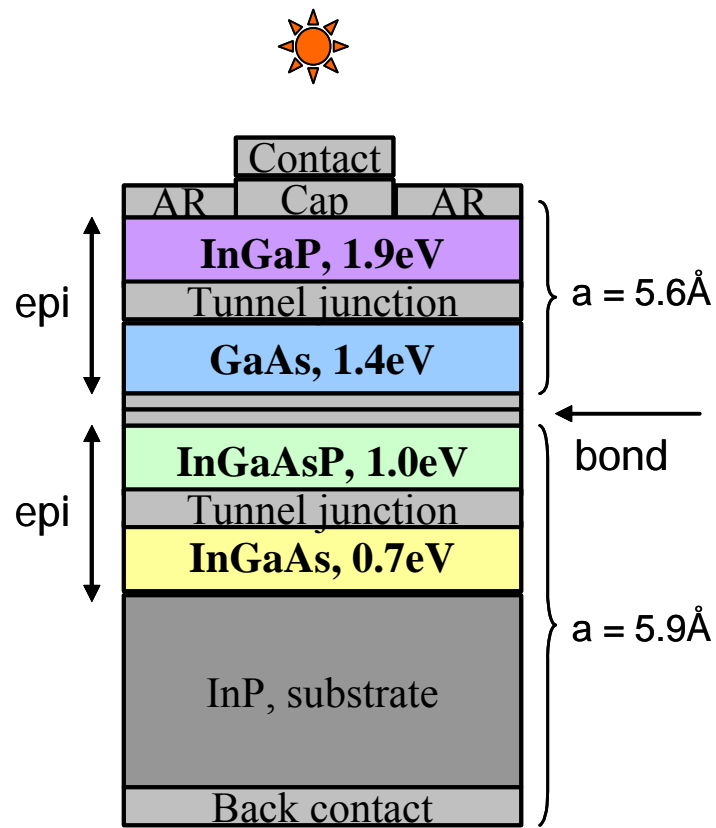 Contact
AR Cap AR
InGaP, 1.9eV
epi
Tunnel junction
a = 5.6Å
GaAs, 1.4eV
bond
InGaAsP, 1.0eV
epi
Tunnel junction
InGaAs, 0.7eV
a = 5.9Å
InP, substrate
Back contact